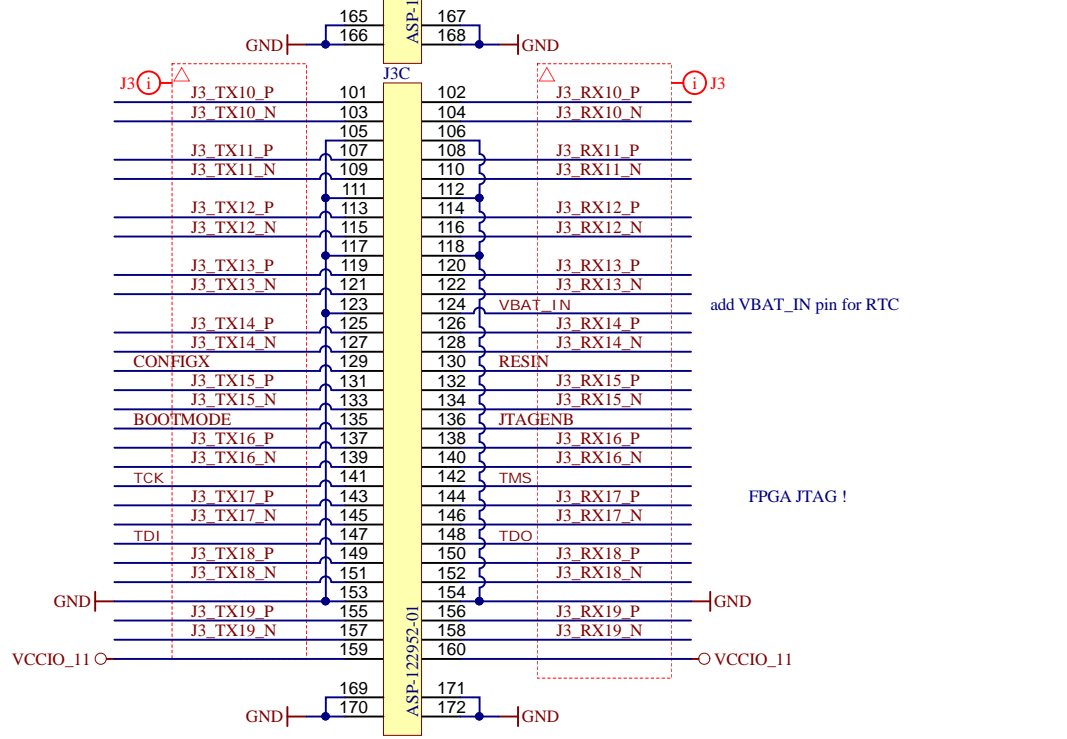 165 ASP-1 167
GND 166 168 GND
J3C
J3 i i J3
J3_TX10_P 101 102 J3_RX10_P
J3_TX10_N 103 104 J3_RX10_N
105 106
J3_TX11_P 107 108 J3_RX11_P
J3_TX11_N 109 110 J3_RX11_N
111 112
J3_TX12_P 113 114 J3_RX12_P
J3_TX12_N 115 116 J3_RX12_N
117 118
J3_TX13_P 119 120 J3_RX13_P
J3_TX13_N 121 122 J3_RX13_N
123 124 VBAT_IN add VBAT_IN pin for RTC
J3_TX14_P 125 126 J3_RX14_P
J3_TX14_N 127 128 J3_RX14_N
CONFIGX 129 130 RESIN
J3_TX15_P 131 132 J3_RX15_P
J3_TX15_N 133 134 J3_RX15_N
BOOTMODE 135 136 JTAGENB
J3_TX16_P 137 138 J3_RX16_P
J3_TX16_N 139 140 J3_RX16_N
TCK 141 142 TMS
J3_TX17_P 143 144 J3_RX17_P FPGA JTAG !
J3_TX17_N 145 146 J3_RX17_N
TDI 147 148 TDO
J3_TX18_P 149 150 J3_RX18_P
J3_TX18_N 151 152 J3_RX18_N
GND 153 154 GND
J3_TX19_P 155 156 J3_RX19_P
J3_TX19_N 157 158 J3_RX19_N
VCCIO_11 159 160 VCCIO_11
ASP-122952-01
169 171
GND 170 172 GND